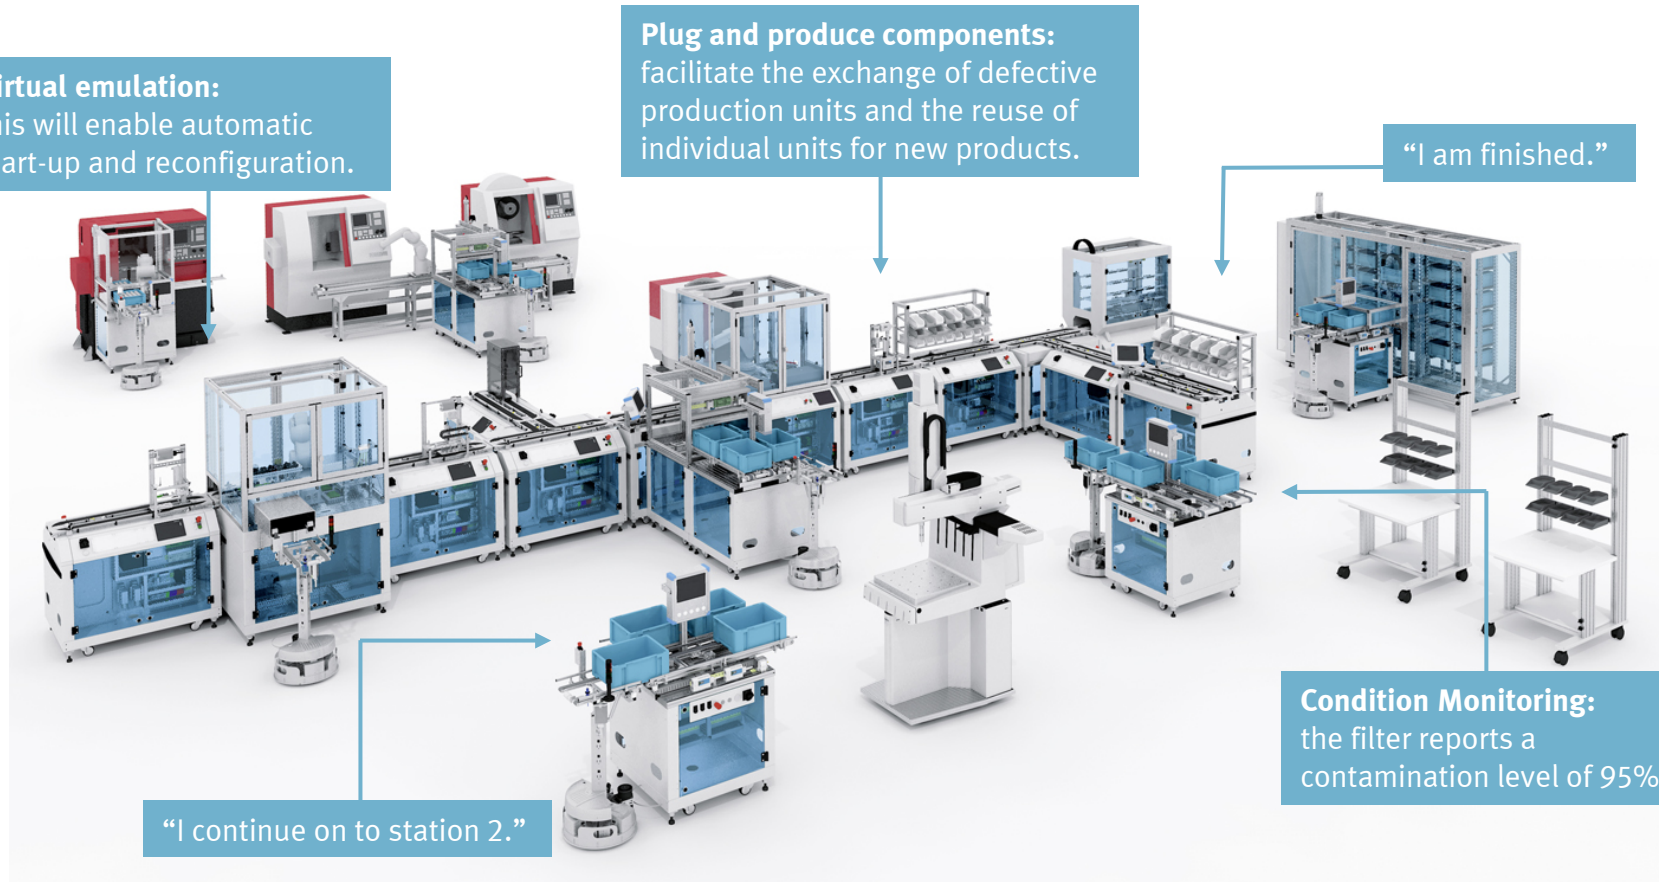 Plug and produce components:
facilitate the exchange of defective
production units and the reuse of
individual units for new products.
irtual emulation:
is will enable automatic
art-up and reconfiguration.
“I am finished.”
Condition Monitoring:
the filter reports a
contamination level of 95%
“I continue on to station 2.”